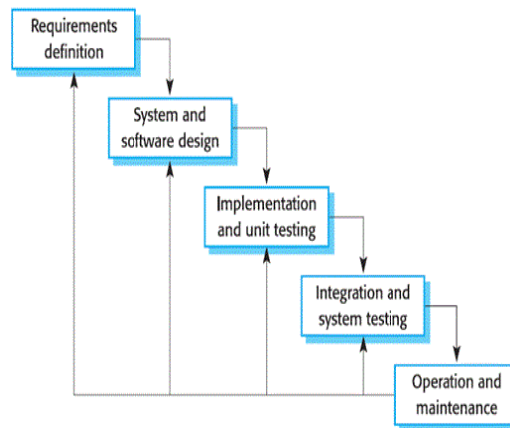 Requirements
definition
System and
software design
Implementation
and unit testing
Integration and
system testing
Operation and
maintenance